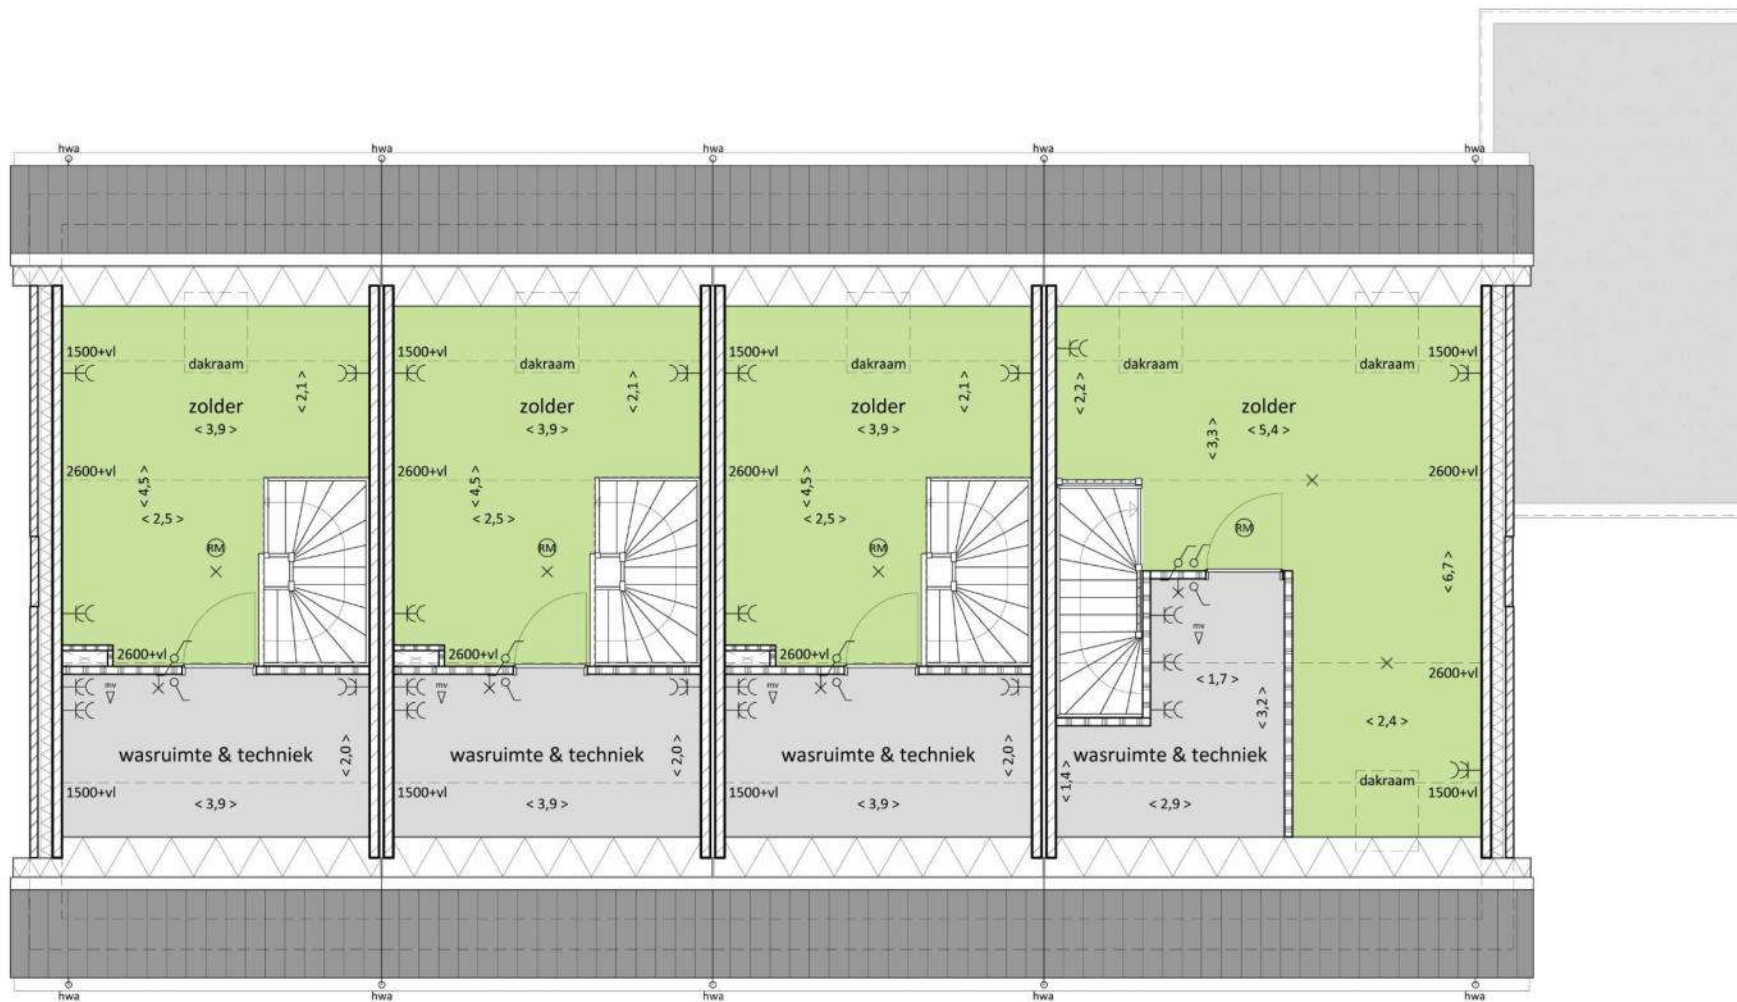 hwa hwa hwa hwa hwa
1500+vl 1500+vl 1500+vl 1500+vl
dakraam dakraam dakraam dakraam dakraam
< 2,1 > < 2,1 > < 2,1 > < 2,2 >
zolder zolder zolder zolder
< 3,9 > < 3,9 > < 3,9 > < 5,4 >
< 3,3 >
2600+vl 2600+vl 2600+vl 2600+vl
< 4,5 > < 4,5 > < 4,5 >
< 2,5 > < 2,5 > < 2,5 >
RM RM RM RM
< 6,7 >
mv
2600+vl 2600+vl 2600+vl 2600+vl
mv mv mv
< 1,7 >
< 3,2 >
< 2,4 >
wasruimte & techniek wasruimte & techniek wasruimte & techniek wasruimte & techniek
< 2,0 > < 2,0 > < 2,0 > < 1,4 >
dakraam
1500+vl 1500+vl 1500+vl 1500+vl
< 3,9 > < 3,9 > < 3,9 > < 2,9 >
hwa hwa hwa hwa hwa